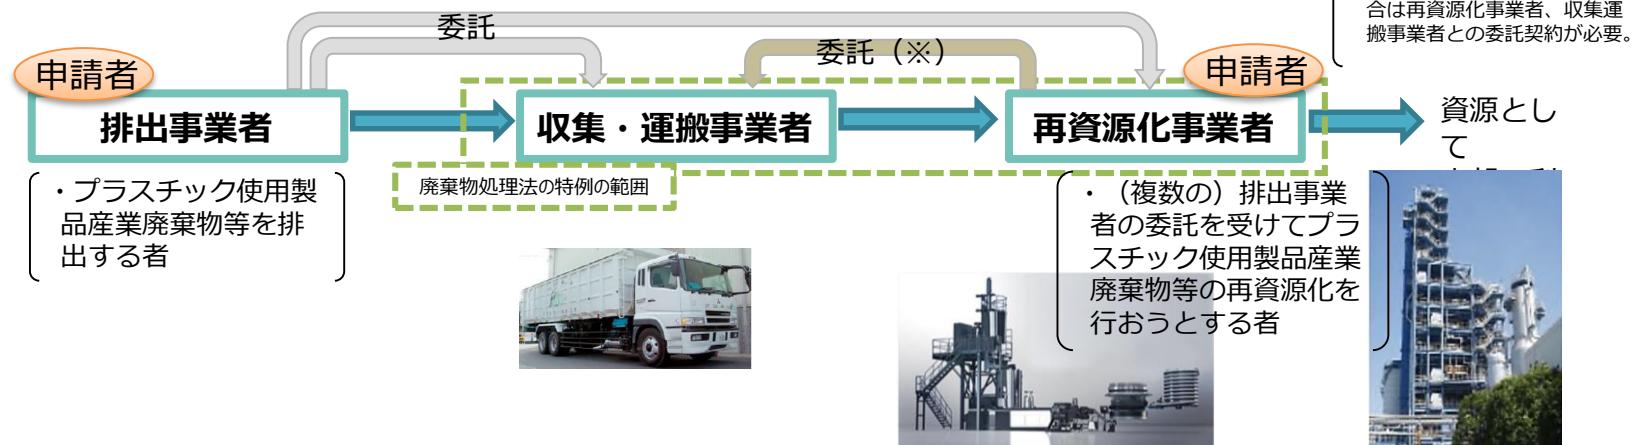 合は再資源化事業者、収集運
搬事業者との委託契約が必要。
委託
委託（※）
申請者
申請者
排出事業者
収集・運搬事業者
再資源化事業者
資源とし
て
廃棄物処理法の特例の範囲
・プラスチック使用製
品産業廃棄物等を排
出する者
・（複数の）排出事業
者の委託を受けてプラ
スチック使用製品産業
廃棄物等の再資源化を
行おうとする者